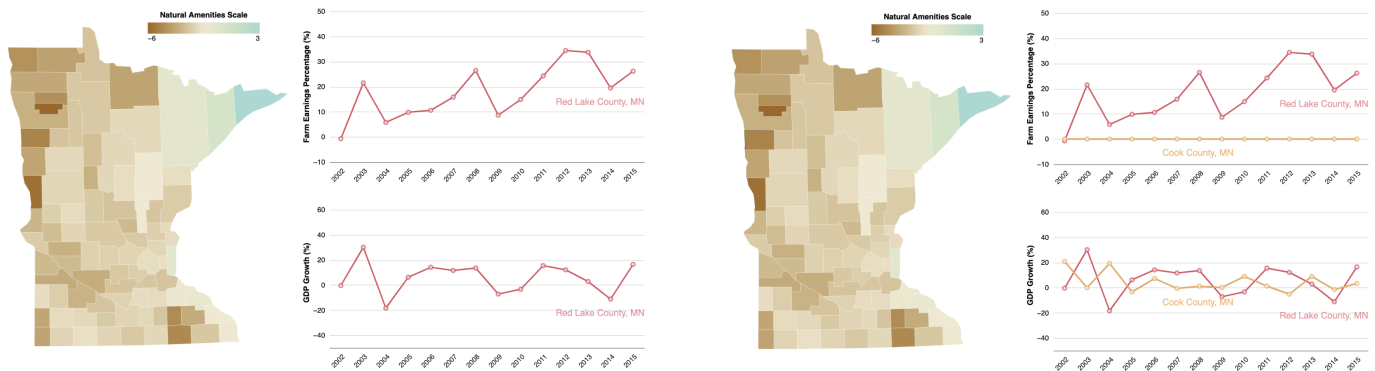 Natural Amenities Scale
−6 3
Farm Earnings Percentage (%)
50
40
30
20
10
0
−10
Red Lake County, MN
2002 2003 2004 2005 2006 2007 2008 2009 2010 2011 2012 2013 2014 2015
GDP Growth (%)
60
40
20
0
−20
−40
Red Lake County, MN
2002 2003 2004 2005 2006 2007 2008 2009 2010 2011 2012 2013 2014 2015
Natural Amenities Scale
−6 3
Farm Earnings Percentage (%)
50
40
30
20
10
0
−10
Red Lake County, MN
Cook County, MN
2002 2003 2004 2005 2006 2007 2008 2009 2010 2011 2012 2013 2014 2015
GDP Growth (%)
60
40
20
0
−20
−40
Cook County, MN
Red Lake County, MN
2002 2003 2004 2005 2006 2007 2008 2009 2010 2011 2012 2013 2014 2015